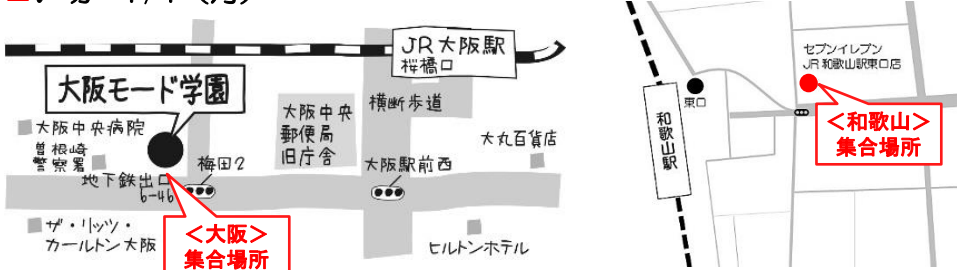 JR大阪駅
桜橋口
大阪モード学園
大阪中央病院
曽根崎
警察署
地下鉄出口
6-46
梅田2
大阪中央
郵便局
旧庁舎
横断歩道
大丸百貨店
大阪駅前西
ザ・リッツ・
カールトン大阪
<大阪>
集合場所
ヒルトンホテル
セブンイレブン
JR和歌山駅東口店
東口
和歌山駅
<和歌山>
集合場所